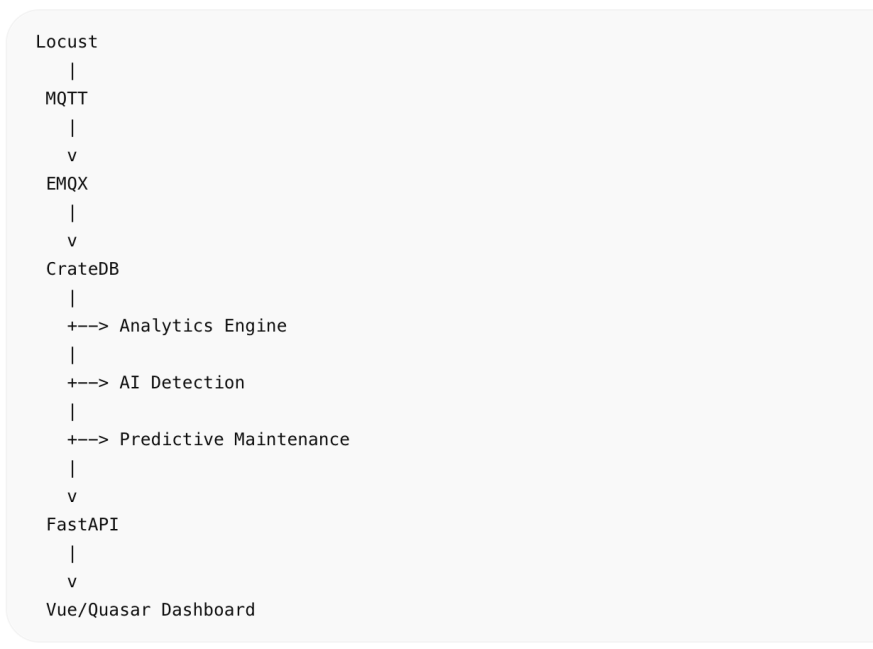 Locust
|
MQTT
|
v
EMQX
|
v
CrateDB
|
+--> Analytics Engine
|
+--> AI Detection
|
+--> Predictive Maintenance
|
v
FastAPI
|
v
Vue/Quasar Dashboard